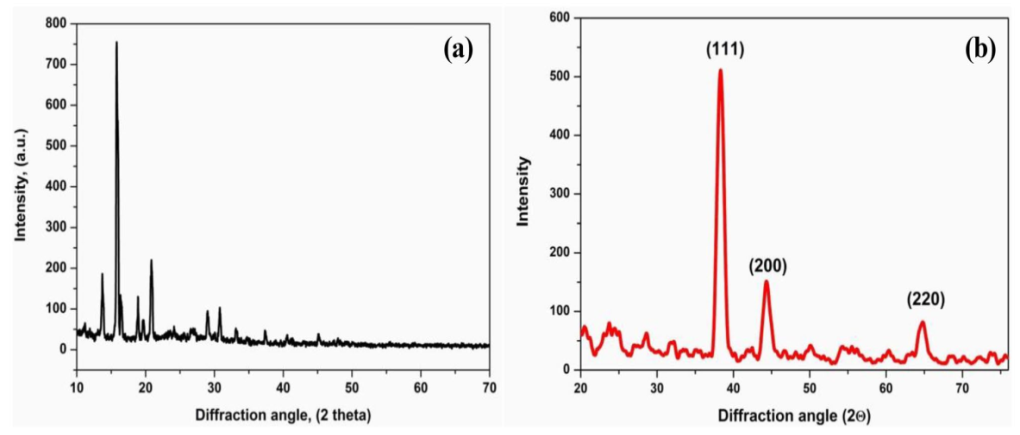 (a)
800
700
600
500
400
300
200
100
0
Intensity, (a.u.)
10 20 30 40 50 60 70
Diffraction angle, (2 theta)
(b)
600
500
400
300
200
100
0
Intensity
(111)
(200)
(220)
20 30 40 50 60 70
Diffraction angle (2Θ)